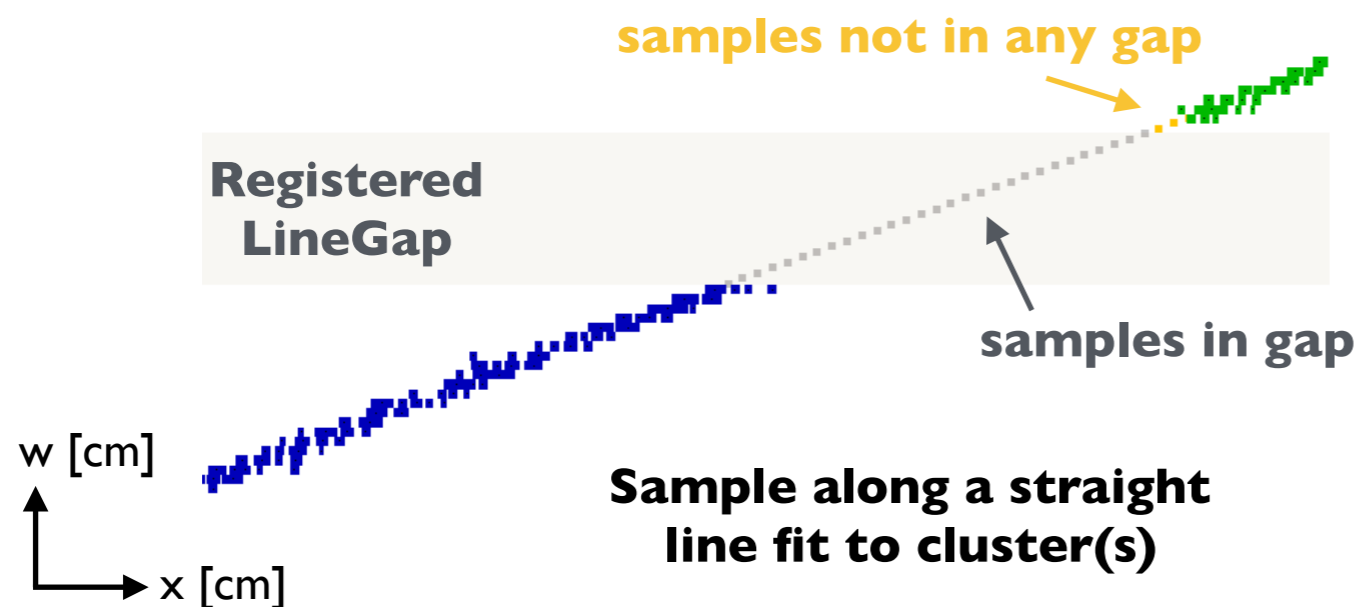 samples not in any gap
Registered
LineGap
samples in gap
w [cm]
Sample along a straight
line fit to cluster(s)
x [cm]